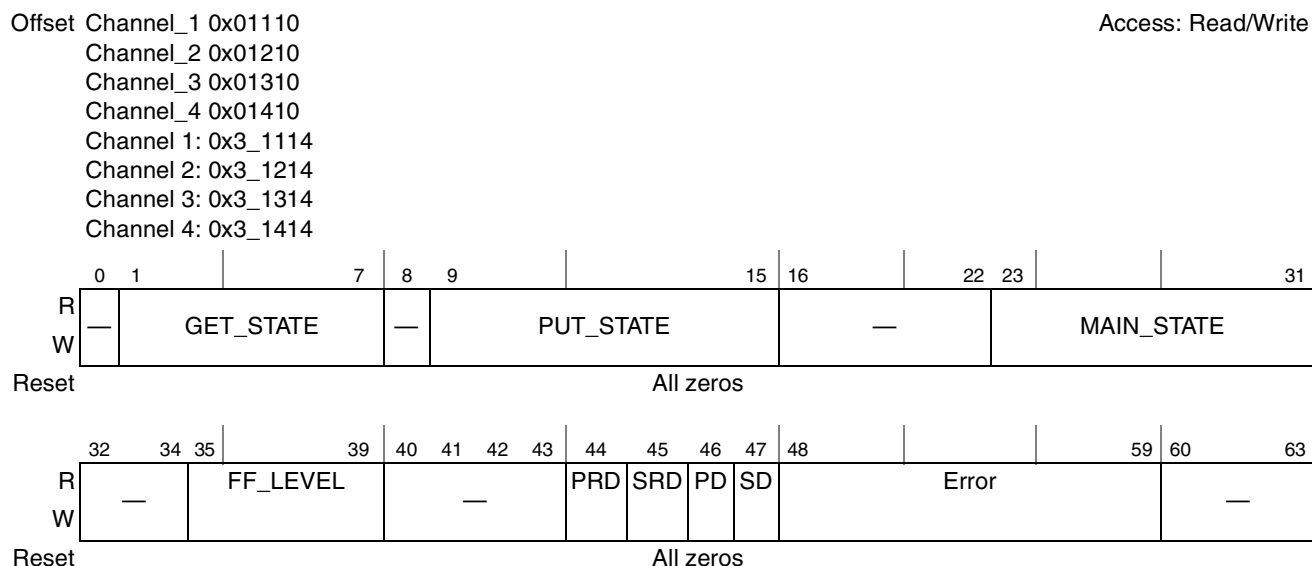 Offset Channel_1 0x01110 Access: Read/Write
Channel_2 0x01210
Channel_3 0x01310
Channel_4 0x01410
Channel 1: 0x3_1114
Channel 2: 0x3_1214
Channel 3: 0x3_1314
Channel 4: 0x3_1414
0 1 7 8 9 15 16 22 23 31
R
— GET_STATE — PUT_STATE — MAIN_STATE
W
Reset All zeros
32 34 35 39 40 41 42 43 44 45 46 47 48 59 60 63
R FF_LEVEL PRD SRD PD SD Error
— — —
W
Reset All zeros